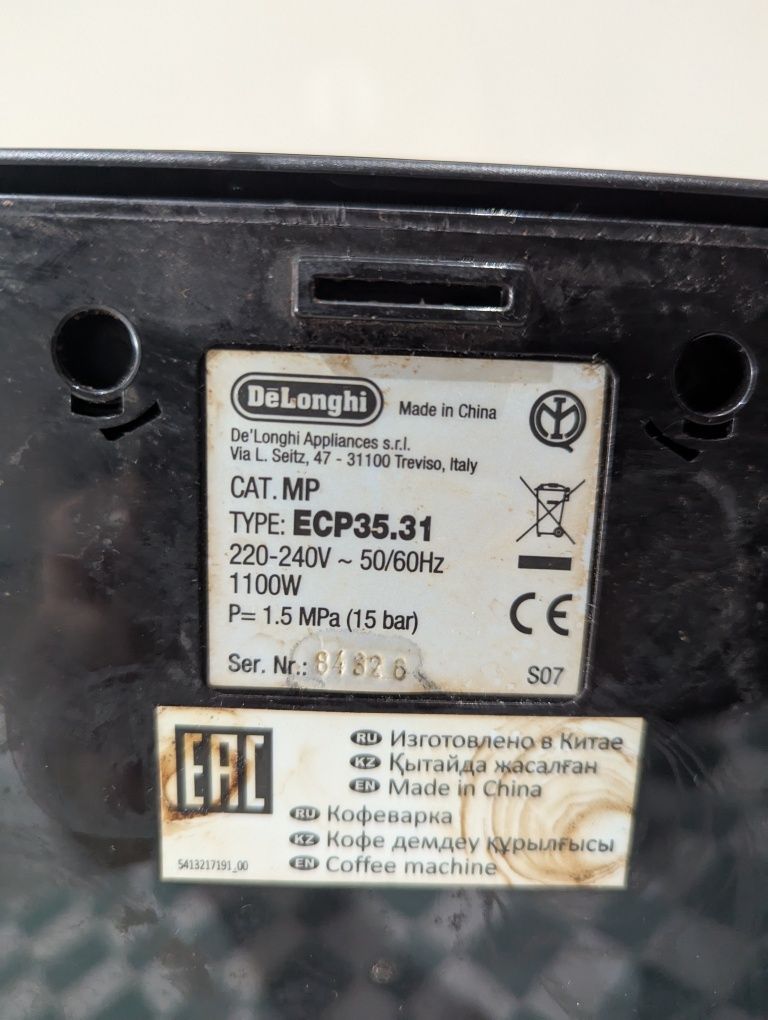 DēLonghi
Made in China
De'Longhi Appliances s.r.l.
Via L. Seitz, 47 - 31100 Treviso, Italy
CAT. MP
TYPE: ECP35.31
220-240V ~ 50/60Hz
1100W
P= 1.5 MPa (15 bar)
Ser. Nr.: 84326
CE
S07
EAC
RU Изготовлено в Китае
KZ Қытайда жасалған
EN Made in China
RU Кофеварка
KZ Кофе демдеу құрылғысы
EN Coffee machine
5413217191_00